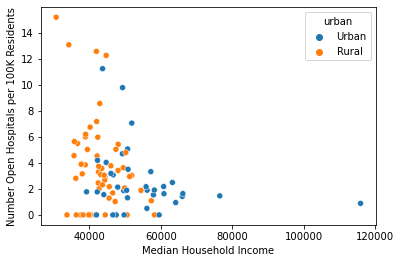 urban
Urban
Rural
16
14
12
10
8
6
4
2
0
Number Open Hospitals per 100K Residents
40000 60000 80000 100000 120000
Median Household Income